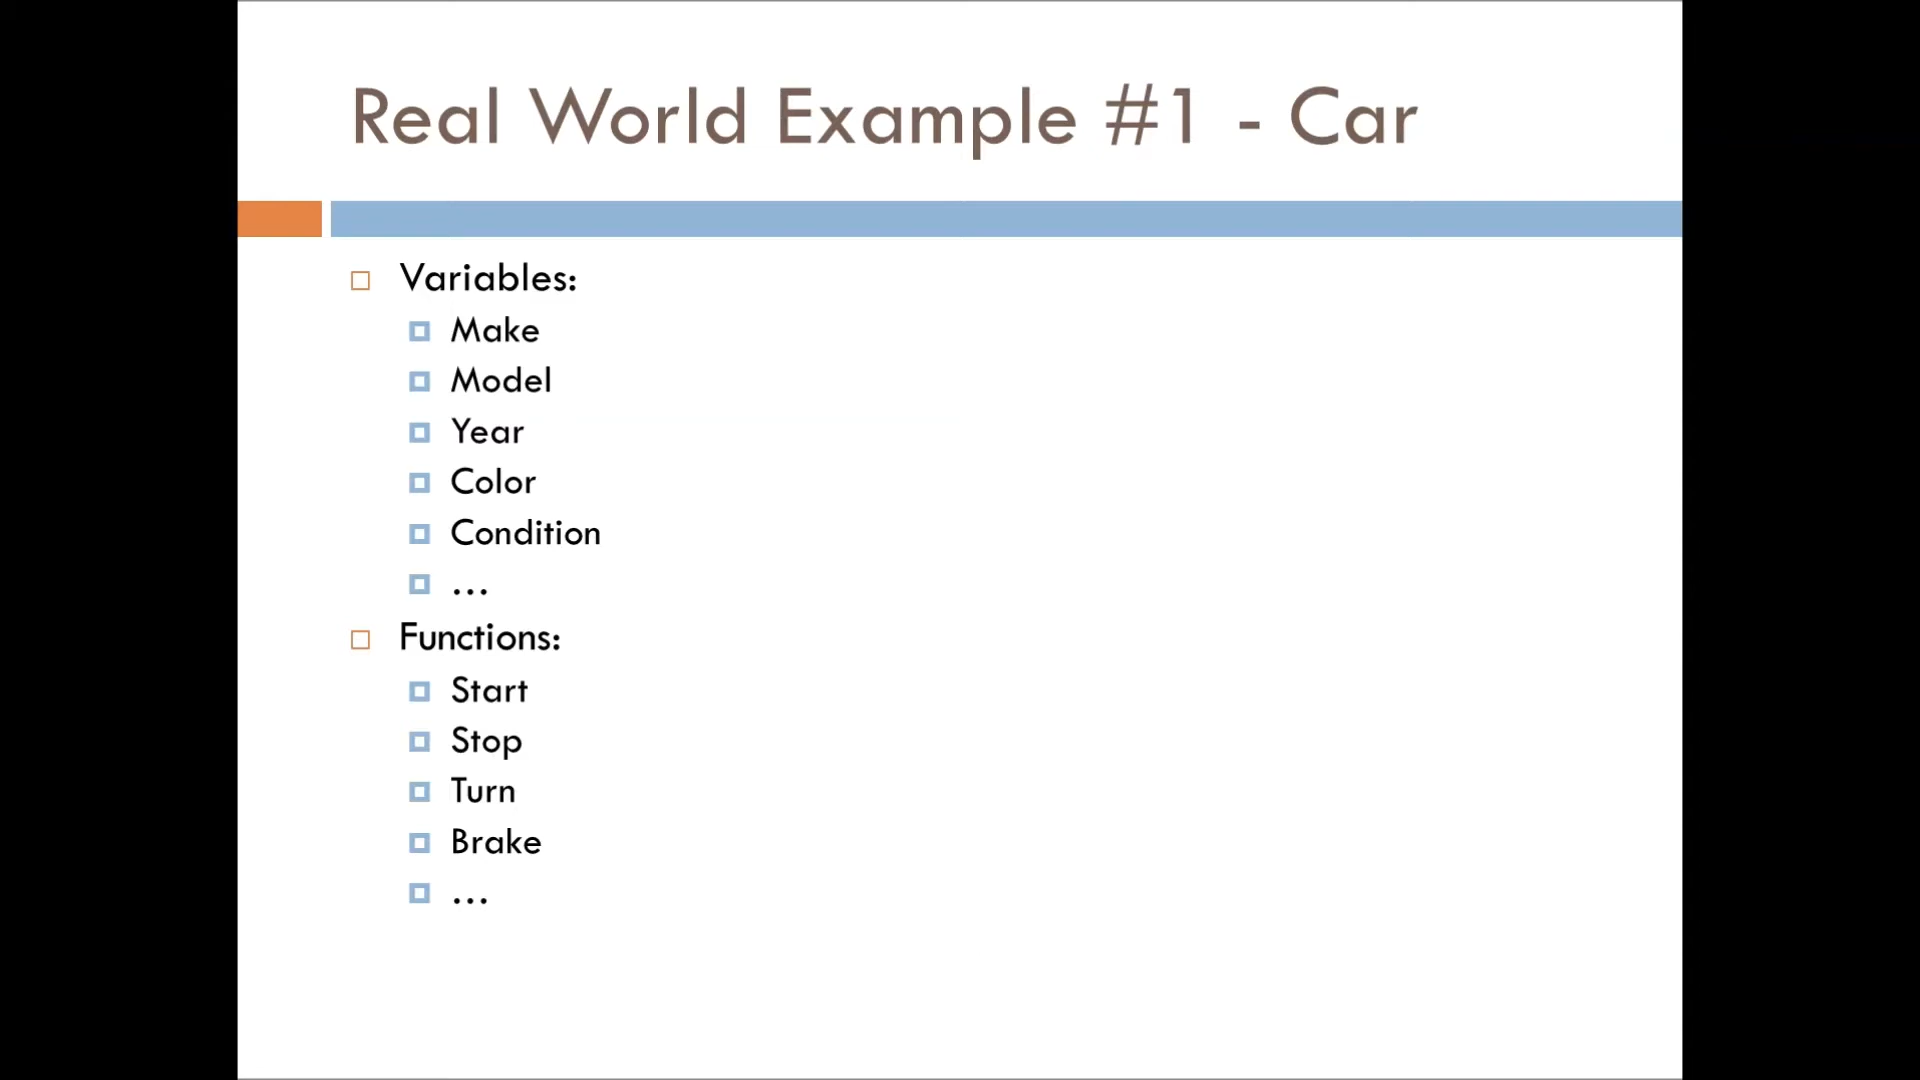 Real World Example #1 - Car
Variables:
Make
Model
Year
Color
Condition
...
Functions:
Start
Stop
Turn
Brake
...